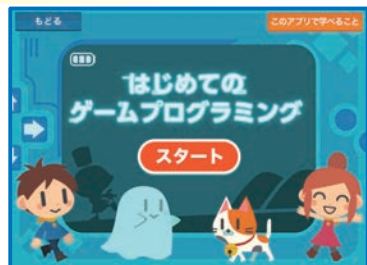 もどる
このアプリで学べること
はじめての
ゲームプログラミング
スタート